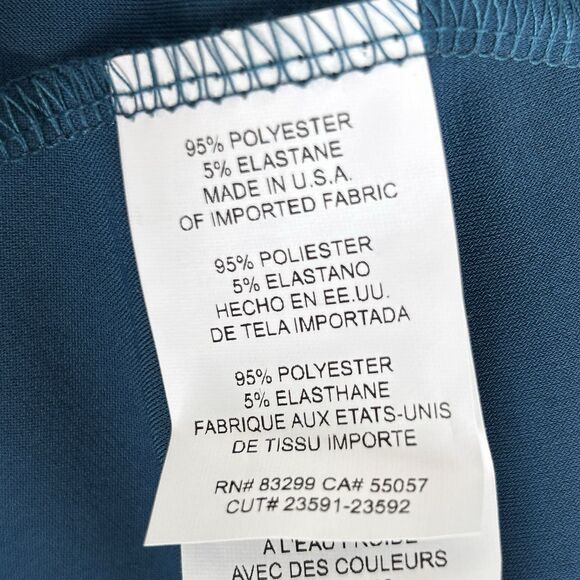 95% POLYESTER
5% ELASTANE
MADE IN U.S.A.
OF IMPORTED FABRIC
95% POLIESTER
5% ELASTANO
HECHO EN EE.UU.
DE TELA IMPORTADA
95% POLYESTER
5% ELASTHANE
FABRIQUE AUX ETATS-UNIS
DE TISSU IMPORTE
RN# 83299 CA# 55057
CUT# 23591-23592
A L'EAU FROIDE
AVEC DES COULEURS